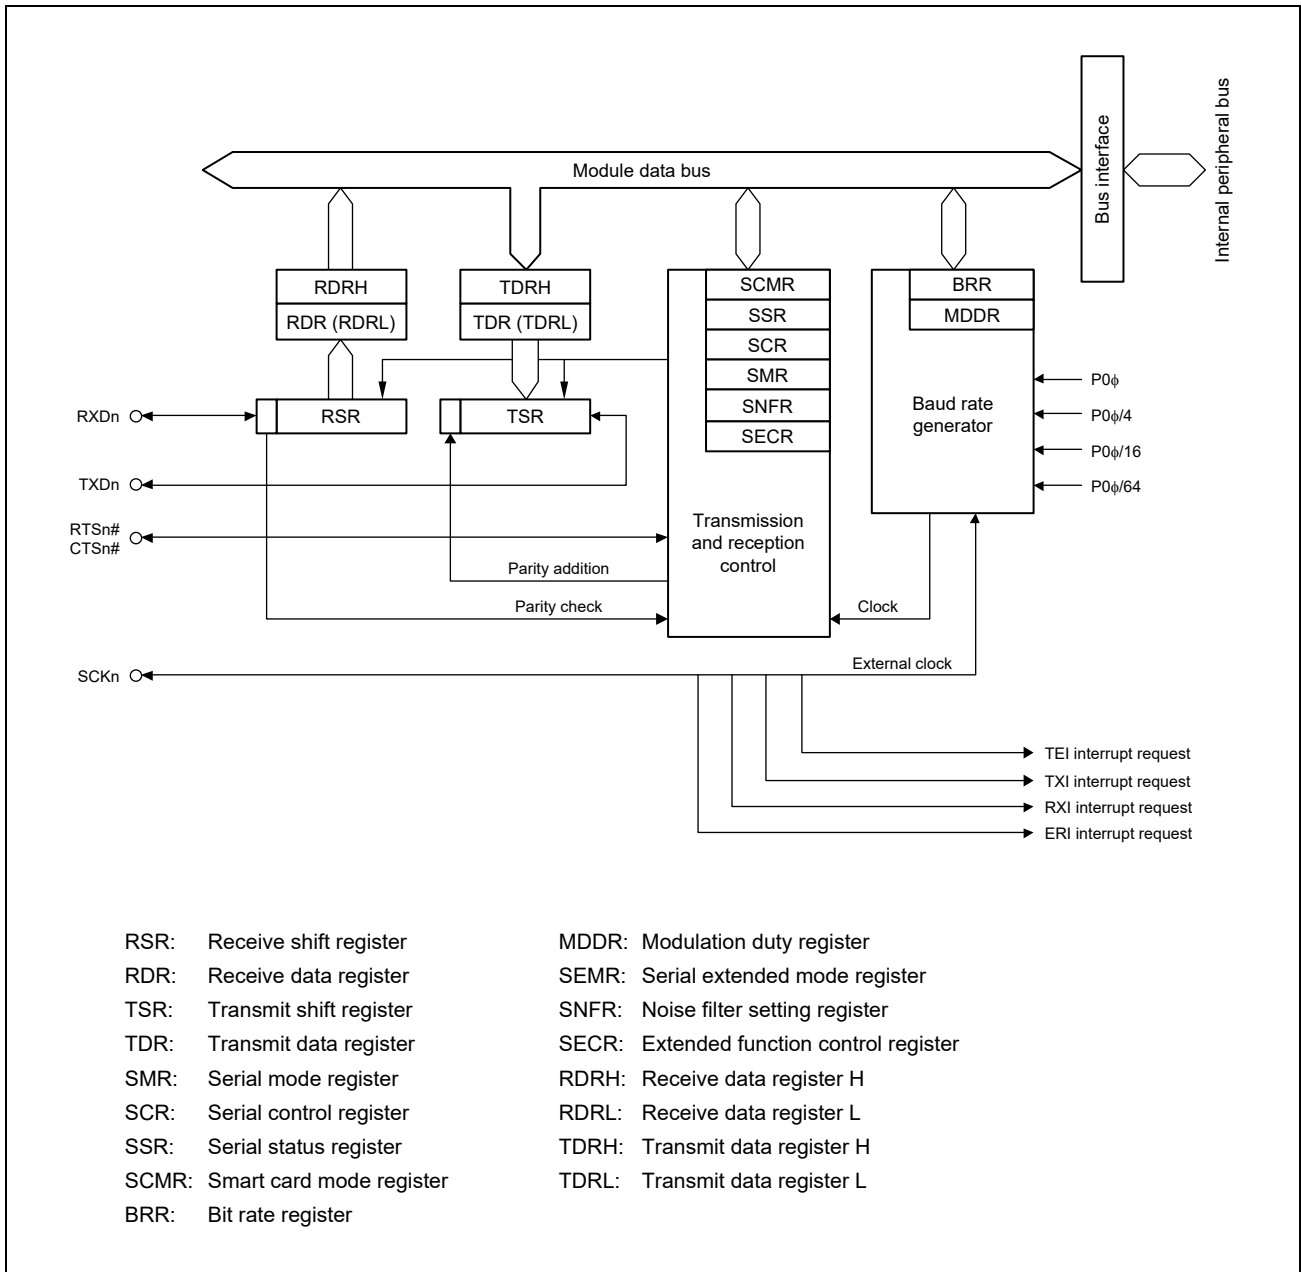 Module data bus
Bus interface
Internal peripheral bus
RDRH
RDR (RDRL)
TDRH
TDR (TDRL)
SCMR
SSR
SCR
SMR
SNFR
SECR
BRR
MDDR
RXDn
RSR
TSR
Baud rate
generator
P0ϕ
P0ϕ/4
P0ϕ/16
P0ϕ/64
TXDn
RTSn#
CTSn#
Transmission
and reception
control
Parity addition
Parity check
Clock
External clock
SCKn
TEI interrupt request
TXI interrupt request
RXI interrupt request
ERI interrupt request
RSR: Receive shift register
RDR: Receive data register
TSR: Transmit shift register
TDR: Transmit data register
SMR: Serial mode register
SCR: Serial control register
SSR: Serial status register
SCMR: Smart card mode register
BRR: Bit rate register
MDDR: Modulation duty register
SEMR: Serial extended mode register
SNFR: Noise filter setting register
SECR: Extended function control register
RDRH: Receive data register H
RDRL: Receive data register L
TDRH: Transmit data register H
TDRL: Transmit data register L